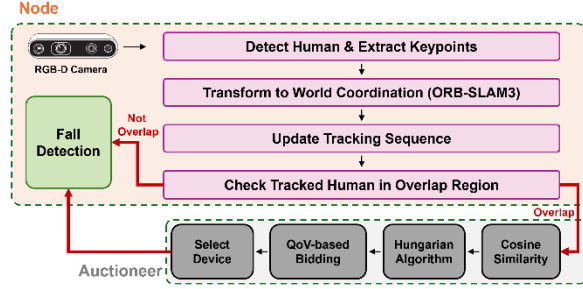 Node
RGB-D Camera
Detect Human & Extract Keypoints
Transform to World Coordination (ORB-SLAM3)
Update Tracking Sequence
Check Tracked Human in Overlap Region
Not
Overlap
Fall
Detection
Overlap
Auctioneer
Select
Device
QoV-based
Bidding
Hungarian
Algorithm
Cosine
Similarity